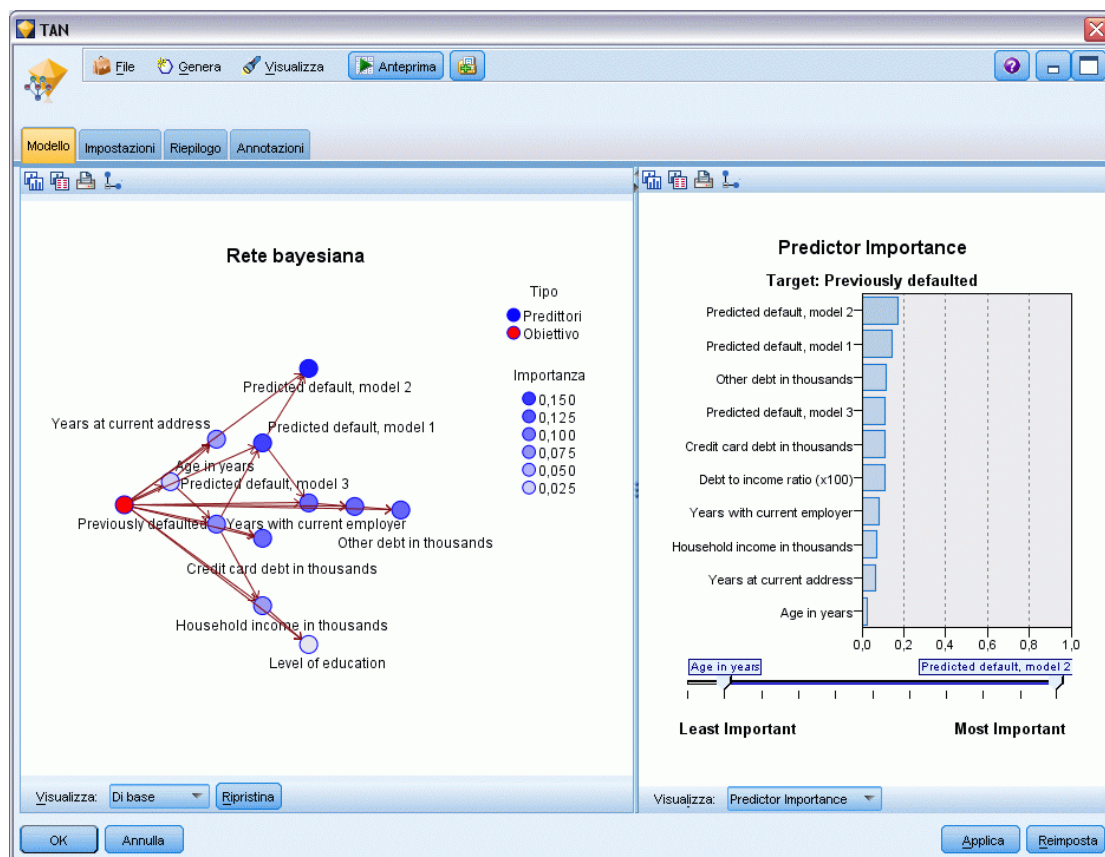 TAN
File Genera Visualizza Anteprima
Modello Impostazioni Riepilogo Annotazioni
Rete bayesiana
Tipo
Predittori
Obiettivo
Importanza
0,150
0,125
0,100
0,075
0,050
0,025
Predicted default, model 2
Years at current address
Predicted default, model 1
Age in years
Predicted default, model 3
Previously defaulted
Years with current employer
Other debt in thousands
Credit card debt in thousands
Household income in thousands
Level of education
Visualizza: Di base Ripristina
Predictor Importance
Target: Previously defaulted
Predicted default, model 2
Predicted default, model 1
Other debt in thousands
Predicted default, model 3
Credit card debt in thousands
Debt to income ratio (x100)
Years with current employer
Household income in thousands
Years at current address
Age in years
0,0 0,2 0,4 0,6 0,8 1,0
Age in years Predicted default, model 2
Least Important Most Important
Visualizza: Predictor Importance
OK Annulla Applica Reimposta